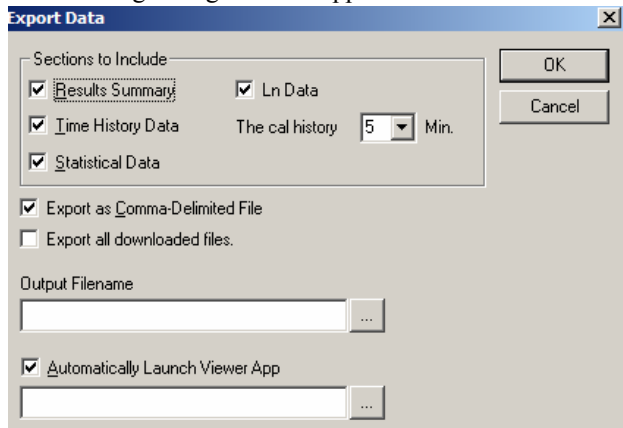 Export Data
Sections to Include
OK
Results Summary
Ln Data
Cancel
Time History Data
The cal history
5
Min.
Statistical Data
Export as Comma-Delimited File
Export all downloaded files.
Output Filename
...
Automatically Launch Viewer App
...